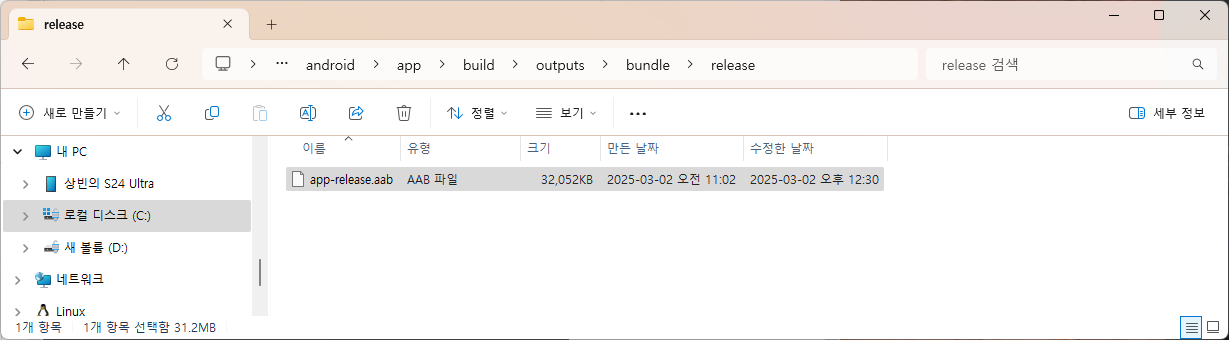 release
android app build outputs bundle release
release 검색
새로 만들기 정렬 보기 세부 정보
이름 유형 크기 만든 날짜 수정한 날짜
app-release.aab AAB 파일 32,052KB 2025-03-02 오전 11:02 2025-03-02 오후 12:30
내 PC
상빈의 S24 Ultra
로컬 디스크 (C:)
새 볼륨 (D:)
네트워크
Linux
1개 항목 1개 항목 선택함 31.2MB